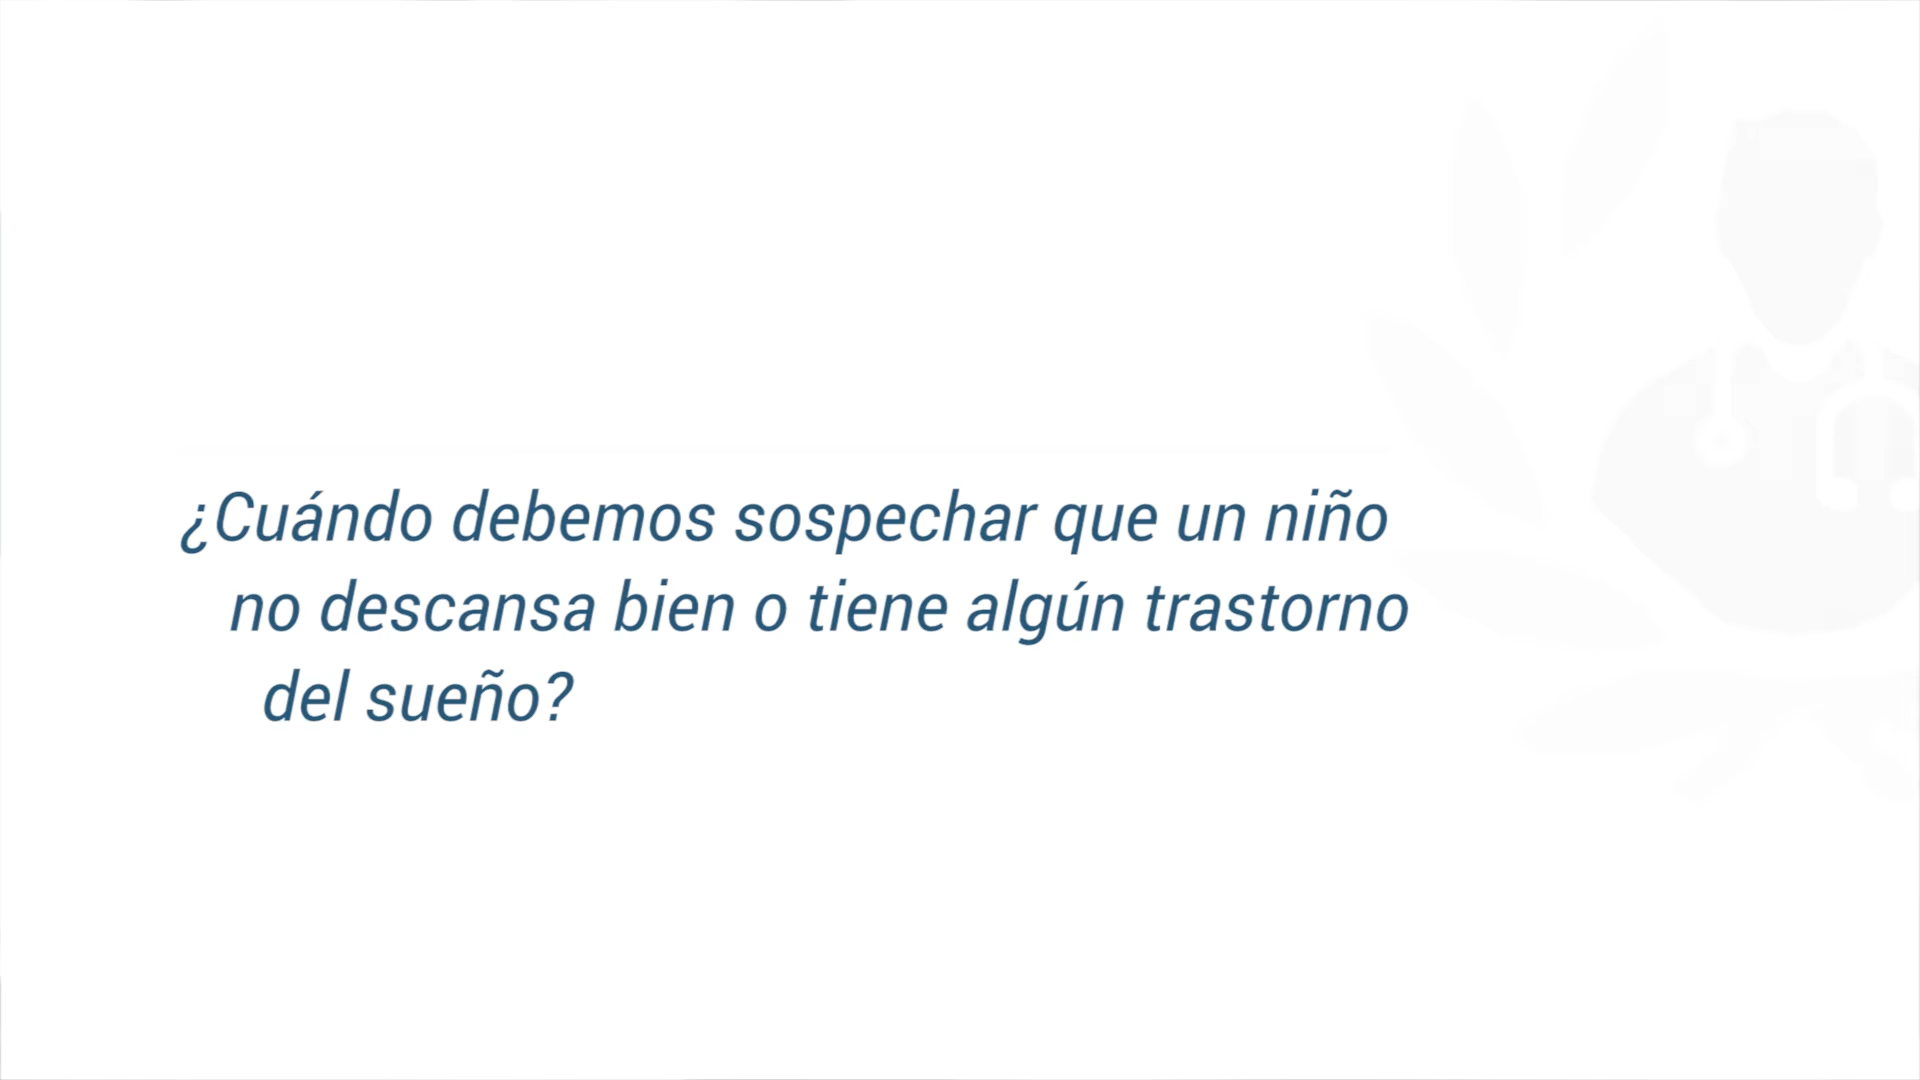 ¿Cuándo debemos sospechar que un niño
no descansa bien o tiene algún trastorno
del sueño?